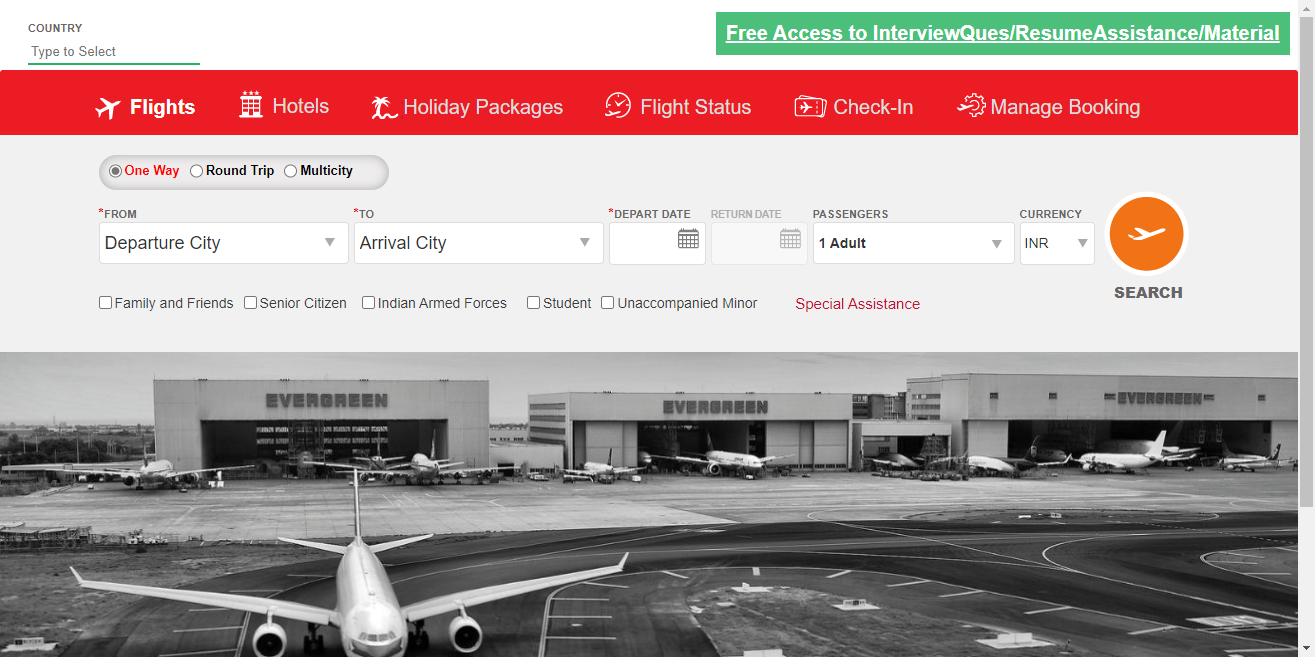 COUNTRY
Type to Select
Free Access to InterviewQues/ResumeAssistance/Material
Flights Hotels Holiday Packages Flight Status Check-In Manage Booking
One Way Round Trip Multicity
*FROM *TO *DEPART DATE RETURN DATE PASSENGERS CURRENCY
Departure City Arrival City 1 Adult INR
SEARCH
Family and Friends Senior Citizen Indian Armed Forces Student Unaccompanied Minor Special Assistance
EVERGREEN EVERGREEN EVERGREEN